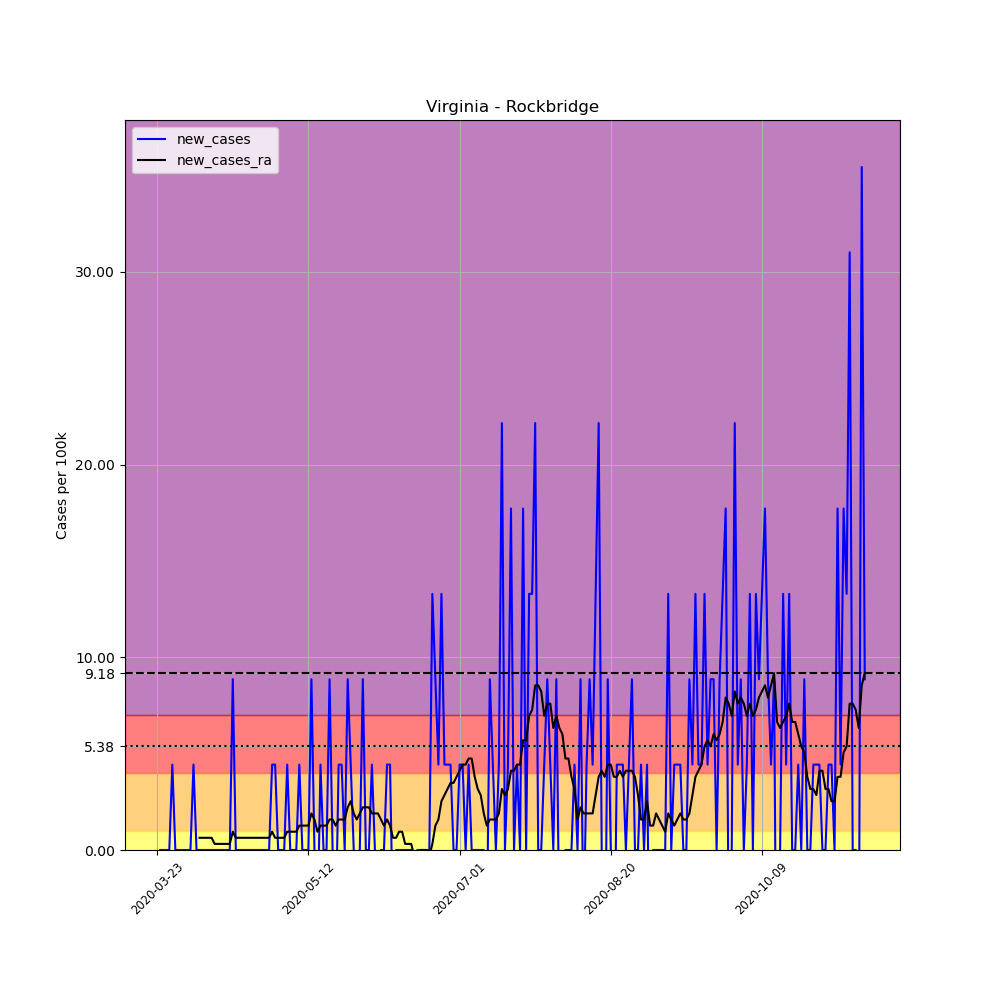 Virginia - Rockbridge
new_cases
new_cases_ra
Cases per 100k
30.00
20.00
10.00
9.18
5.38
0.00
2020-03-23
2020-05-12
2020-07-01
2020-08-20
2020-10-09